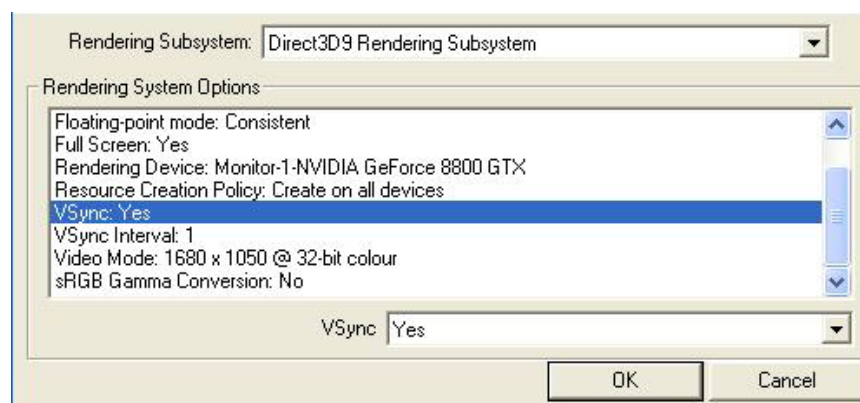 Rendering Subsystem: Direct3D9 Rendering Subsystem
Rendering System Options
Floating-point mode: Consistent
Full Screen: Yes
Rendering Device: Monitor-1-NVIDIA GeForce 8800 GTX
Resource Creation Policy: Create on all devices
VSync: Yes
VSync Interval: 1
Video Mode: 1680 x 1050 @ 32-bit colour
sRGB Gamma Conversion: No
VSync Yes
OK Cancel